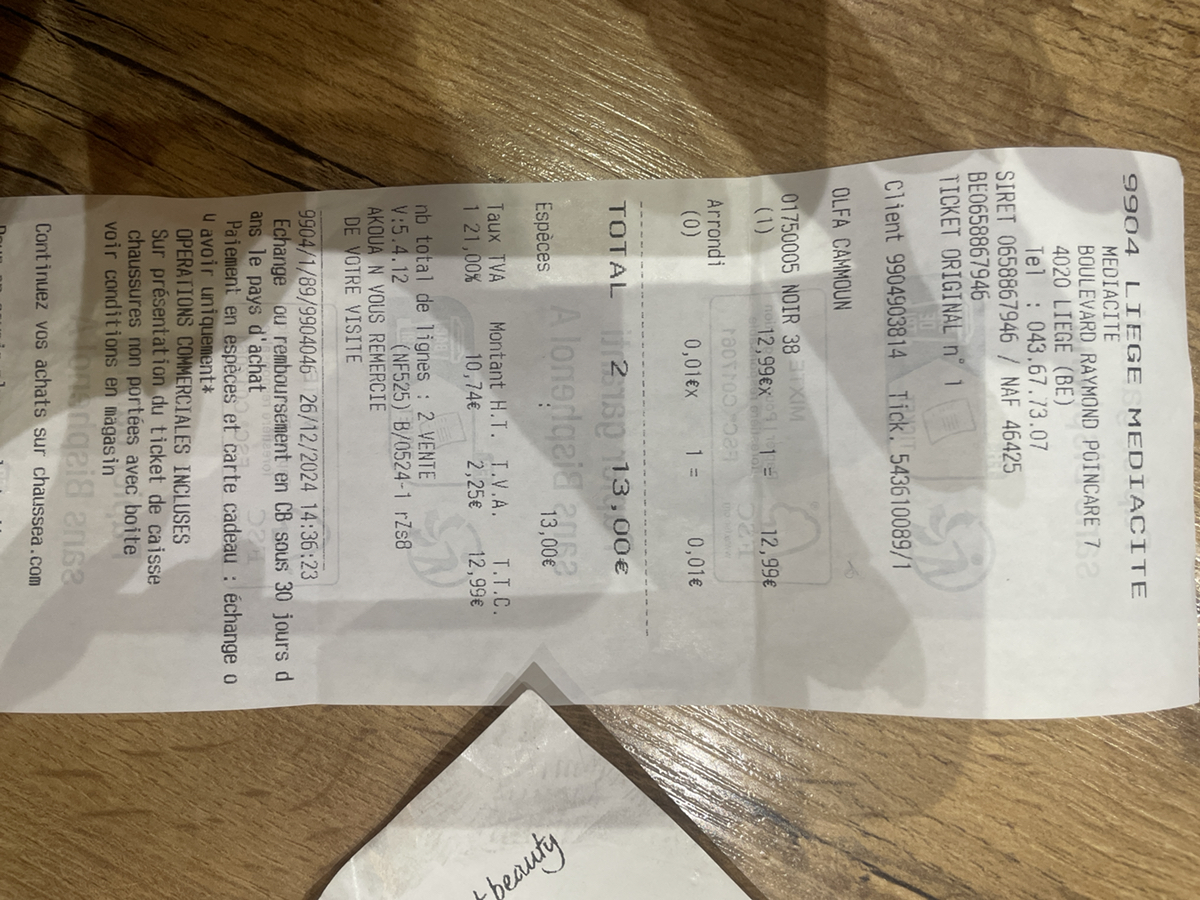 9904 LIEGE MEDIACITE
MEDIACITE
BOULEVARD RAYMOND POINCARE 7
4020 LIEGE (BE)
Tel : 043.67.73.07
SIRET 0658867946 / NAF 46425
BE0658867946
TICKET ORIGINAL n° 1
Client 9904903814 Tick. 543610089/1
OLFA CAMMOUN
01750005 NOIR 38
(1) 12,99€x 1 = 12,99€
Arrondi
(0) 0,01€x 1 = 0,01€
TOTAL 2 13,00€
Espèces : 13,00€
Taux TVA Montant H.T. T.V.A. T.T.C.
1 21,00% 10,74€ 2,25€ 12,99€
nb total de lignes : 2 VENTE
V:5.4.12 (NF525) B/0524-1 rZs8
AKOUA N VOUS REMERCIE
DE VOTRE VISITE
9904/1/89/9904046 26/12/2024 14:36:23
Echange ou remboursement en CB sous 30 jours d
ans le pays d'achat
Paiement en espèces et carte cadeau : échange o
u avoir uniquement*
OPERATIONS COMMERCIALES INCLUSES
Sur présentation du ticket de caisse
chaussures non portées avec boite
voir conditions en magasin
Continuez vos achats sur chaussea.com
beauty